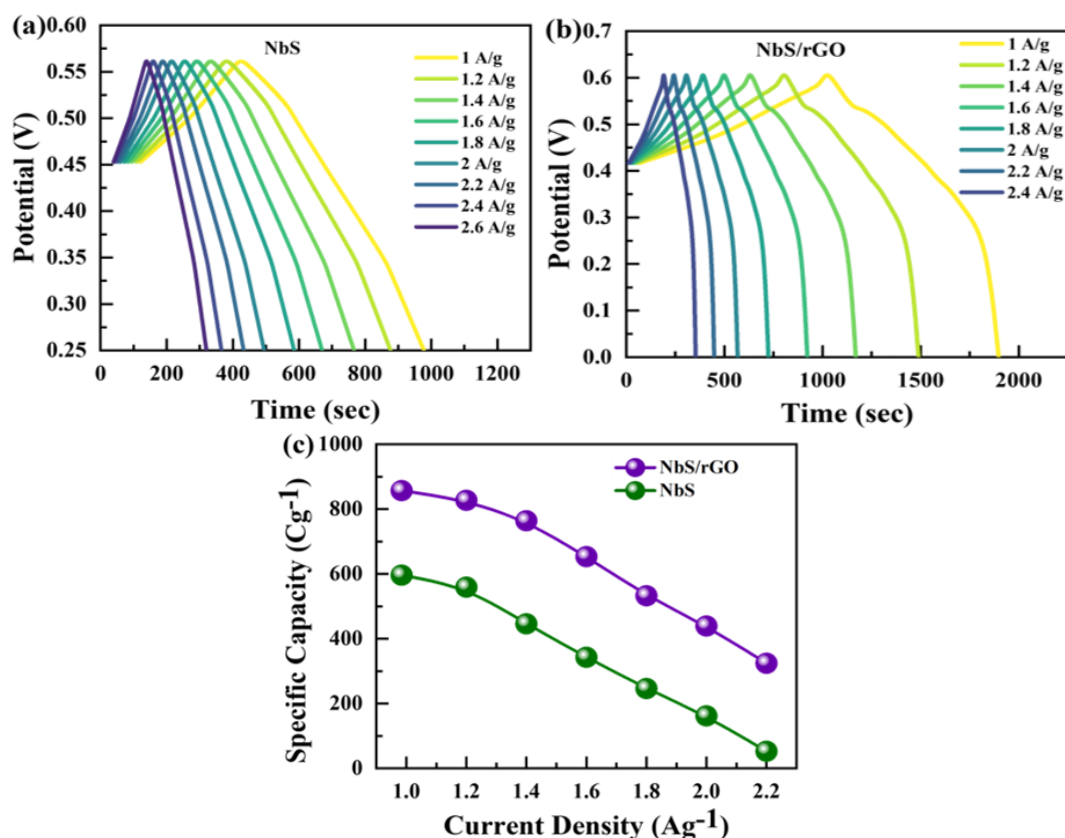 (a)
NbS
1 A/g
1.2 A/g
1.4 A/g
1.6 A/g
1.8 A/g
2 A/g
2.2 A/g
2.4 A/g
2.6 A/g
Potential (V)
0.60
0.55
0.50
0.45
0.40
0.35
0.30
0.25
0 200 400 600 800 1000 1200
Time (sec)
(b)
NbS/rGO
1 A/g
1.2 A/g
1.4 A/g
1.6 A/g
1.8 A/g
2 A/g
2.2 A/g
2.4 A/g
Potential (V)
0.7
0.6
0.5
0.4
0.3
0.2
0.1
0.0
0 500 1000 1500 2000
Time (sec)
(c)
NbS/rGO
NbS
Specific Capacity (Cg⁻¹)
1000
800
600
400
200
0
1.0 1.2 1.4 1.6 1.8 2.0 2.2
Current Density (Ag⁻¹)